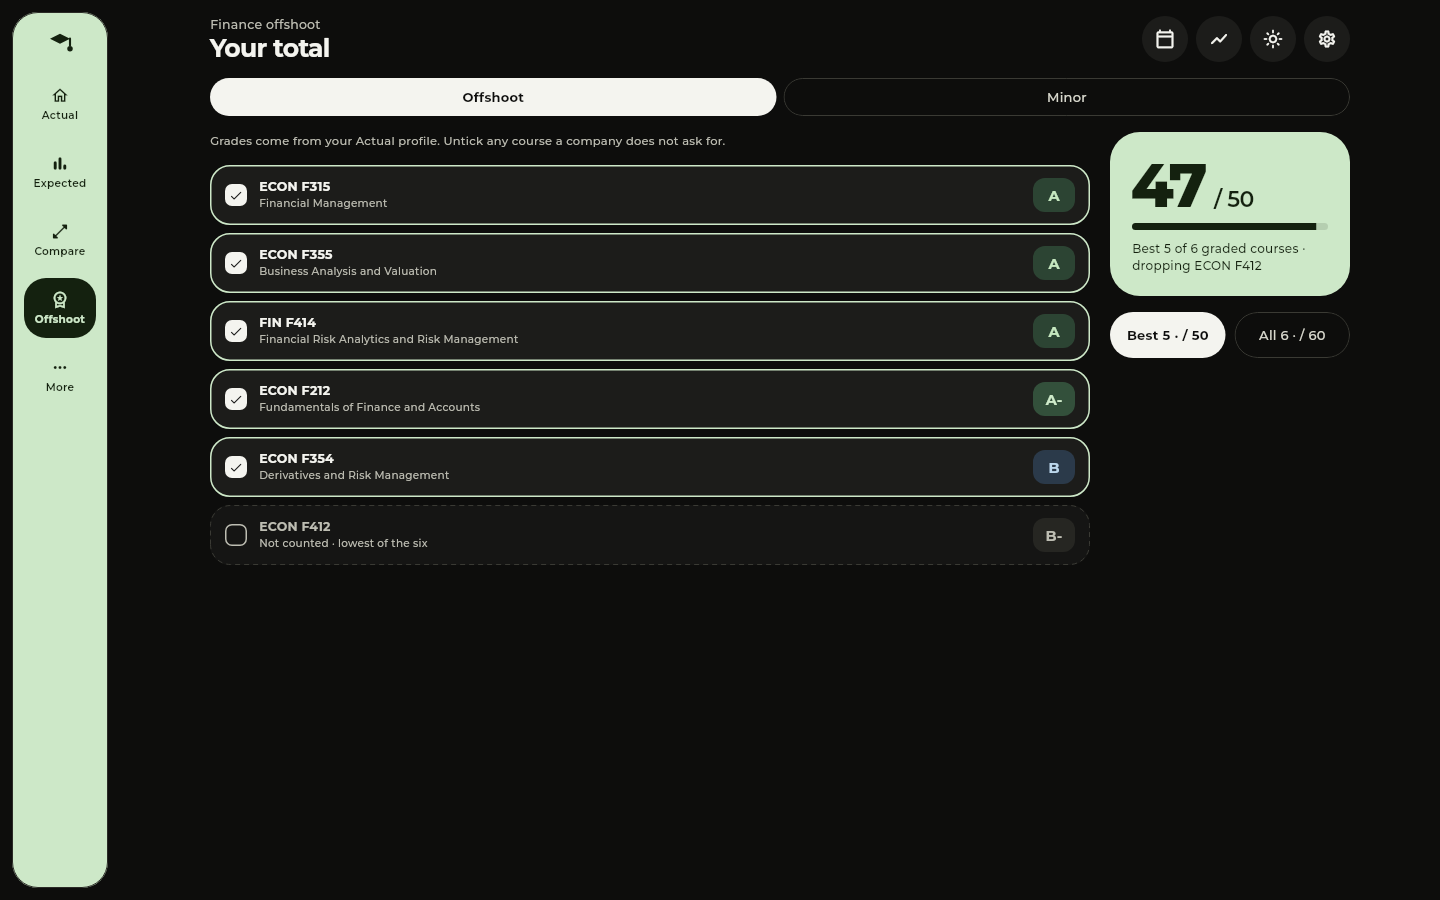 Finance offshoot
Your total
Actual
Expected
Compare
Offshoot
More
Offshoot
Minor
Grades come from your Actual profile. Untick any course a company does not ask for.
ECON F315
Financial Management
A
ECON F355
Business Analysis and Valuation
A
FIN F414
Financial Risk Analytics and Risk Management
A
ECON F212
Fundamentals of Finance and Accounts
A-
ECON F354
Derivatives and Risk Management
B
ECON F412
Not counted · lowest of the six
B-
47 / 50
Best 5 of 6 graded courses ·
dropping ECON F412
Best 5 · / 50
All 6 · / 60